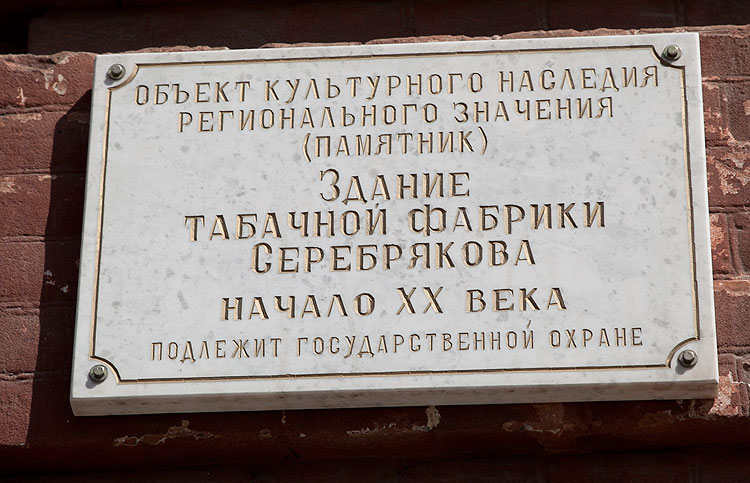 ОБЪЕКТ КУЛЬТУРНОГО НАСЛЕДИЯ
РЕГИОНАЛЬНОГО ЗНАЧЕНИЯ
(ПАМЯТНИК)
ЗДАНИЕ
ТАБАЧНОЙ ФАБРИКИ
СЕРЕБРЯКОВА
НАЧАЛО XX ВЕКА
ПОДЛЕЖИТ ГОСУДАРСТВЕННОЙ ОХРАНЕ